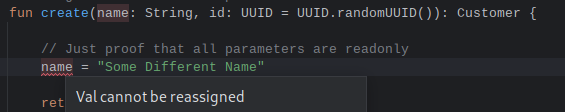 fun create(name: String, id: UUID = UUID.randomUUID()): Customer {
// Just proof that all parameters are readonly
name = "Some Different Name"
Val cannot be reassigned
ret